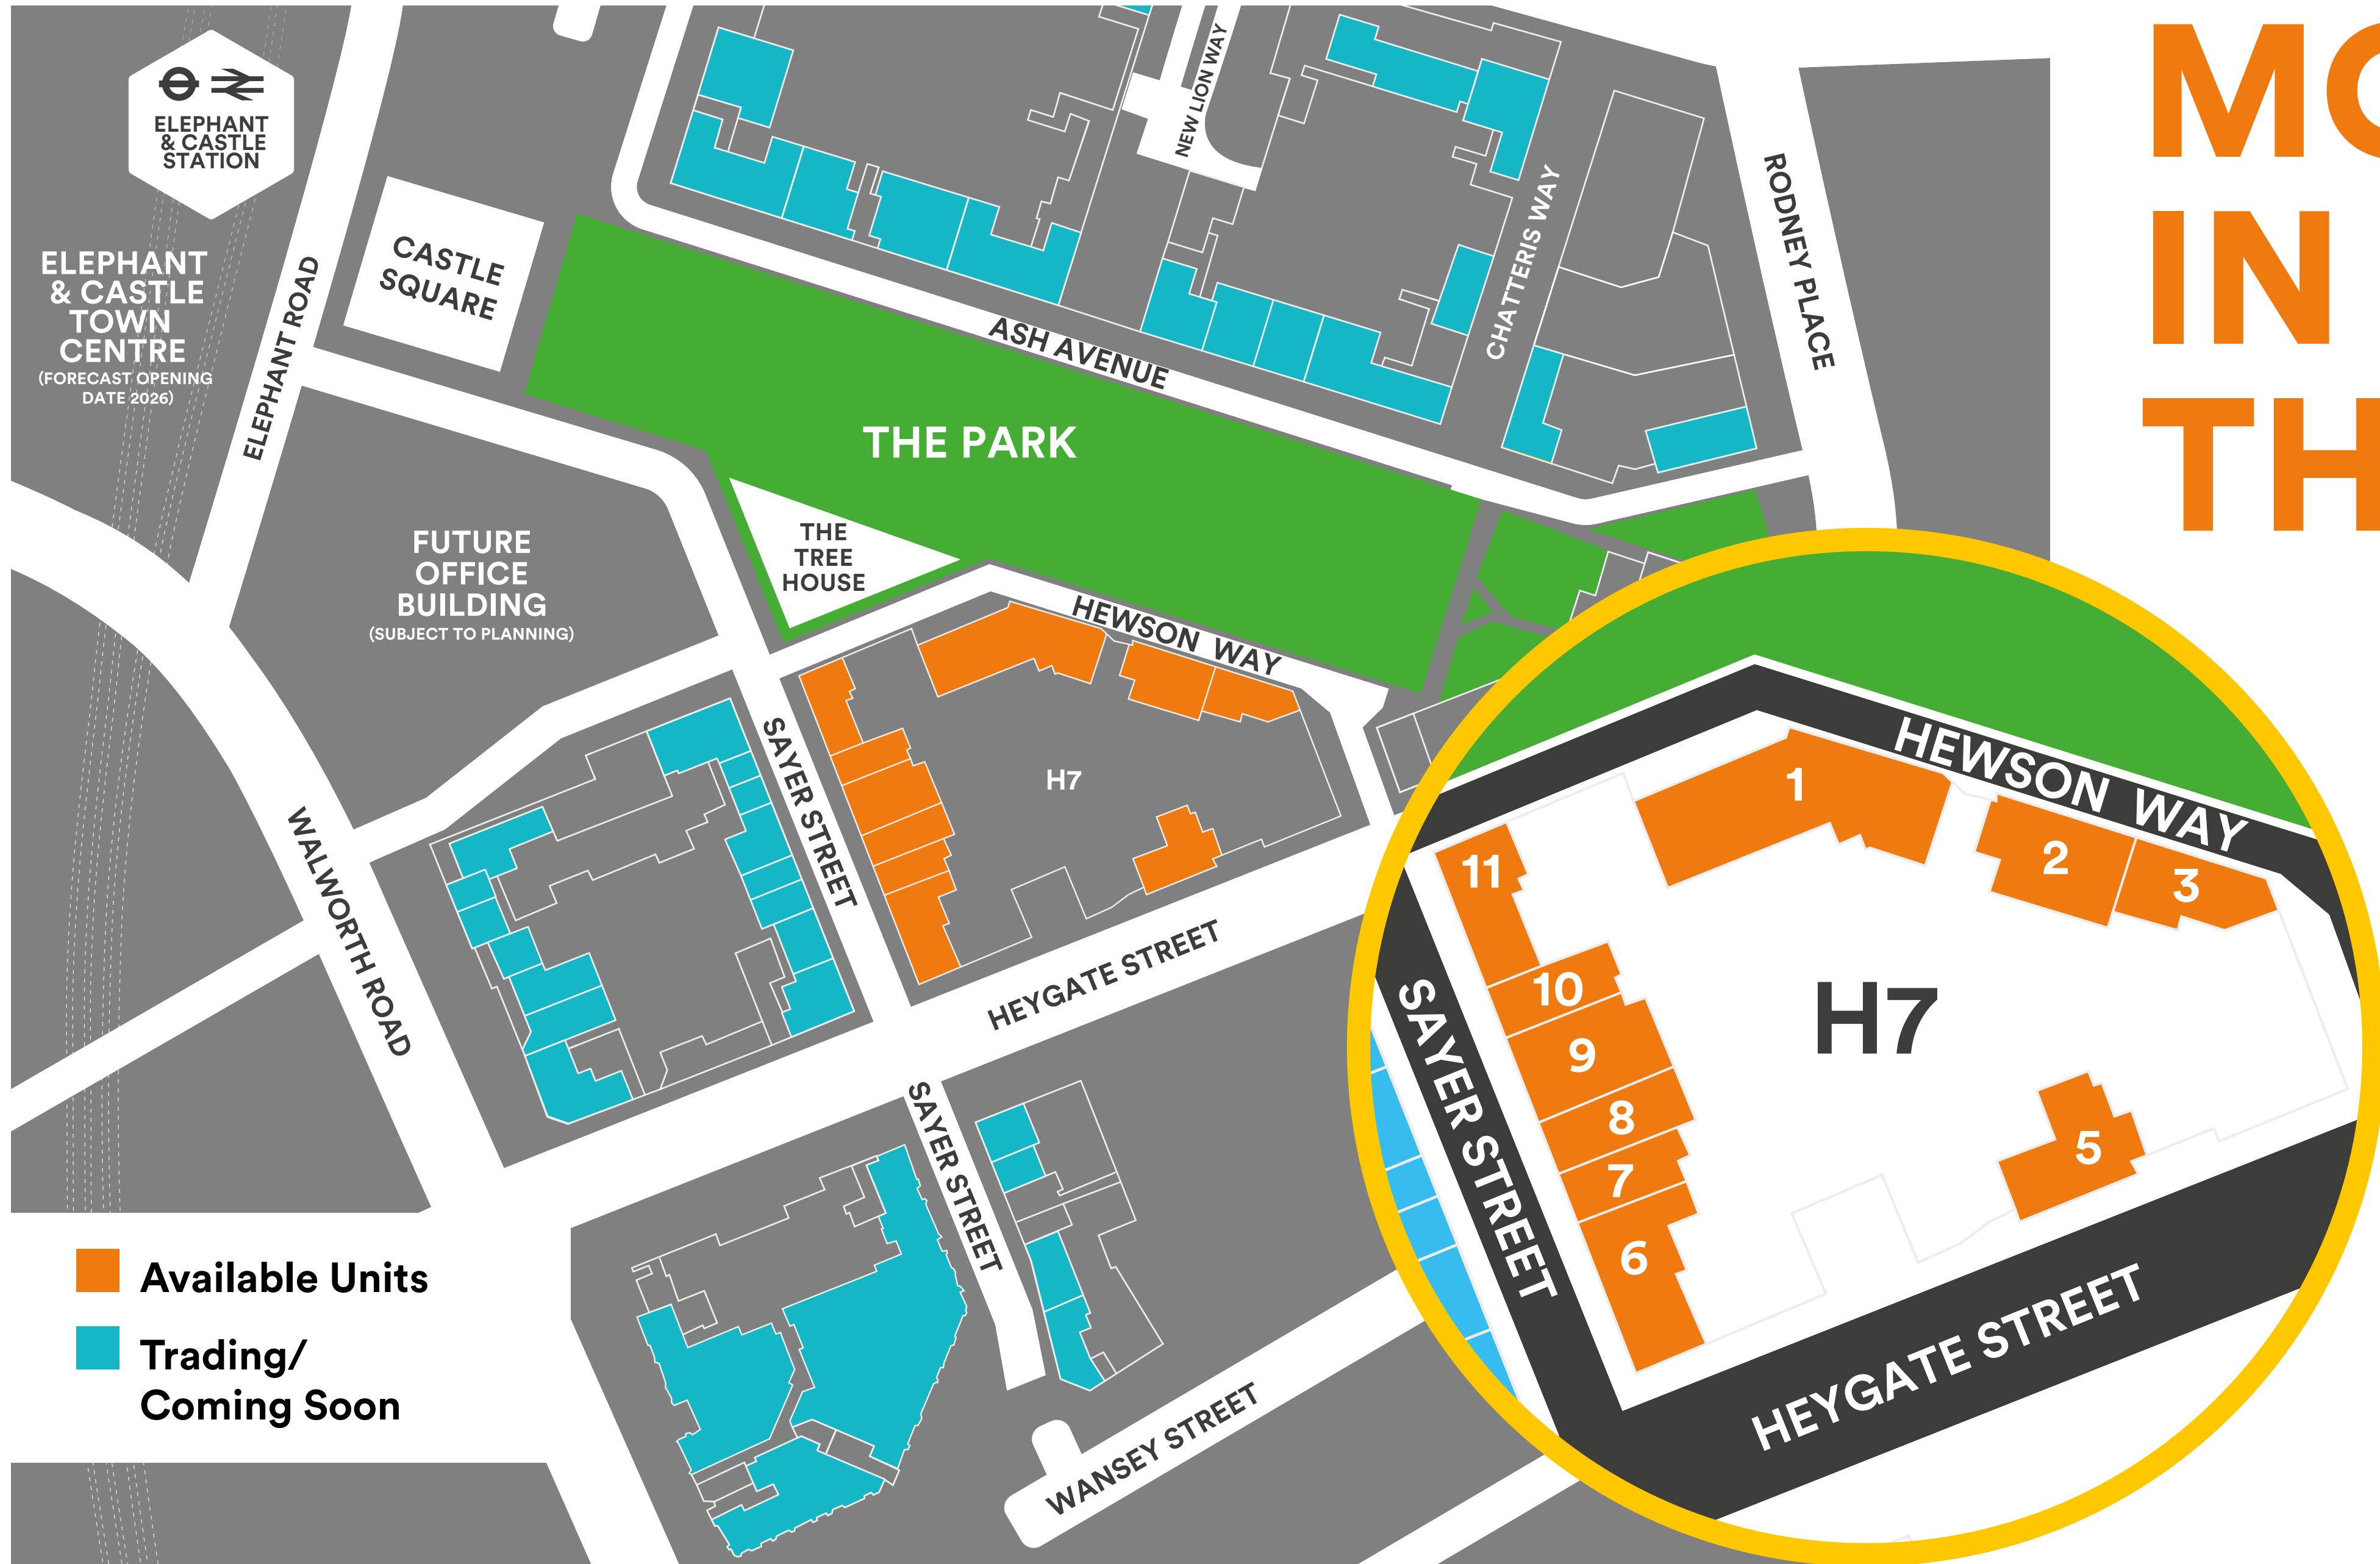 ELEPHANT
& CASTLE
STATION
ELEPHANT
& CASTLE
TOWN
CENTRE
(FORECAST OPENING
DATE 2026)
ELEPHANT ROAD
CASTLE
SQUARE
NEW LION WAY
CHATTERIS WAY
RODNEY PLACE
ASH AVENUE
THE PARK
THE
TREE
HOUSE
FUTURE
OFFICE
BUILDING
(SUBJECT TO PLANNING)
HEWSON WAY
H7
SAYER STREET
HEYGATE STREET
WALWORTH ROAD
SAYER STREET
WANSEY STREET
Available Units
Trading/
Coming Soon
IN
TH
HEWSON WAY
1
2
3
11
10
9
8
7
6
5
H7
SAYER STREET
HEYGATE STREET